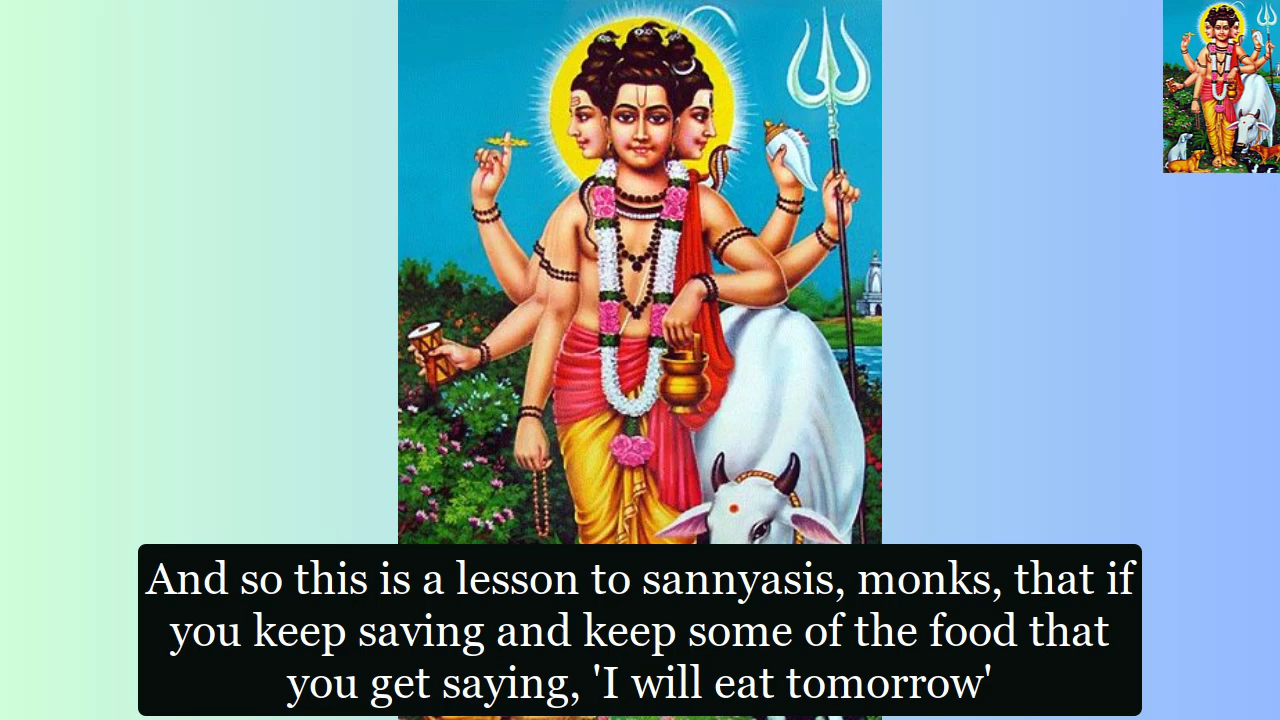 And so this is a lesson to sannyasis, monks, that if
you keep saving and keep some of the food that
you get saying, 'I will eat tomorrow'